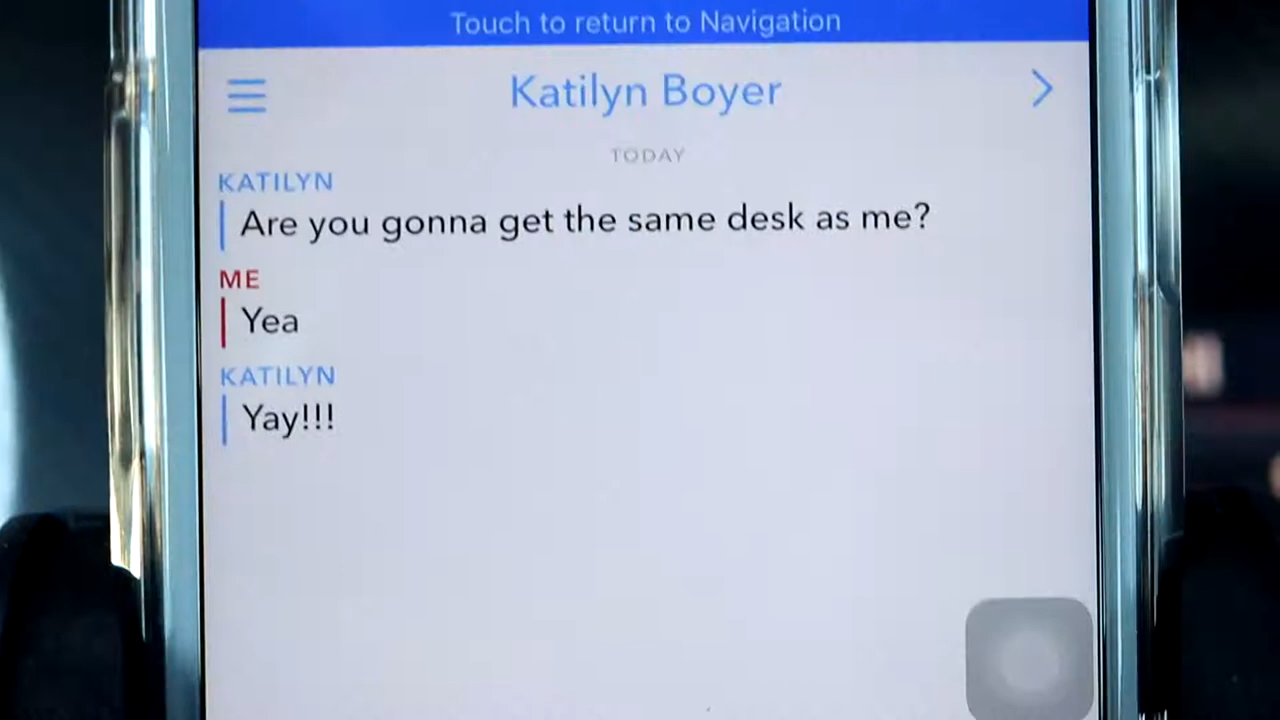 Touch to return to Navigation
Katilyn Boyer
TODAY
KATILYN
Are you gonna get the same desk as me?
ME
Yea
KATILYN
Yay!!!